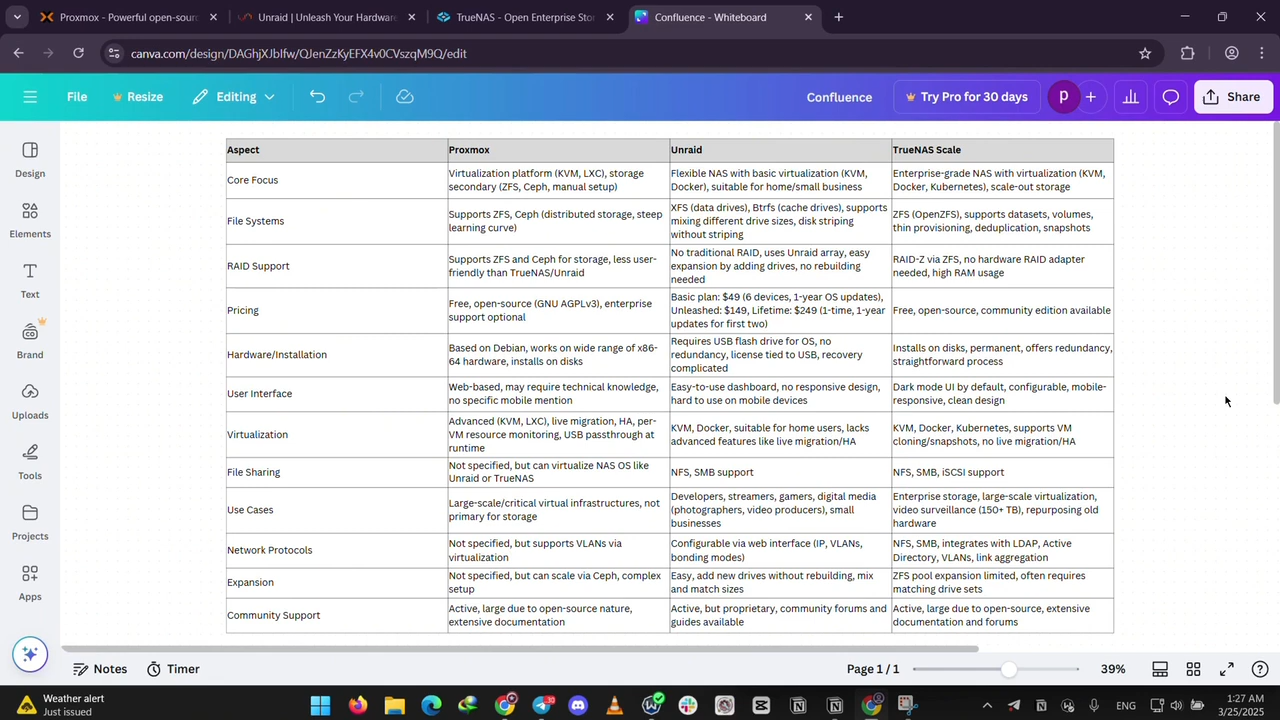 Proxmox - Powerful open-sour
Unraid | Unleash Your Hardware
TrueNAS - Open Enterprise Stor
Confluence - Whiteboard
canva.com/design/DAGhjXJbIfw/QJenZzKyEFX4v0CVszqM9Q/edit
File
Resize
Editing
Confluence
Try Pro for 30 days
p
Share
Design
Elements
Text
Brand
Uploads
Tools
Projects
Apps
Aspect
Proxmox
Unraid
TrueNAS Scale
Core Focus
Virtualization platform (KVM, LXC), storage
secondary (ZFS, Ceph, manual setup)
Flexible NAS with basic virtualization (KVM,
Docker), suitable for home/small business
Enterprise-grade NAS with virtualization (KVM,
Docker, Kubernetes), scale-out storage
File Systems
Supports ZFS, Ceph (distributed storage, steep
learning curve)
XFS (data drives), Btrfs (cache drives), supports
mixing different drive sizes, disk striping
without striping
ZFS (OpenZFS), supports datasets, volumes,
thin provisioning, deduplication, snapshots
RAID Support
Supports ZFS and Ceph for storage, less user-
friendly than TrueNAS/Unraid
No traditional RAID, uses Unraid array, easy
expansion by adding drives, no rebuilding
needed
RAID-Z via ZFS, no hardware RAID adapter
needed, high RAM usage
Pricing
Free, open-source (GNU AGPLv3), enterprise
support optional
Basic plan: $49 (6 devices, 1-year OS updates),
Unleashed: $149, Lifetime: $249 (1-time, 1-year
updates for first two)
Free, open-source, community edition available
Hardware/Installation
Based on Debian, works on wide range of x86-
64 hardware, installs on disks
Requires USB flash drive for OS, no
redundancy, license tied to USB, recovery
complicated
Installs on disks, permanent, offers redundancy,
straightforward process
User Interface
Web-based, may require technical knowledge,
no specific mobile mention
Easy-to-use dashboard, no responsive design,
hard to use on mobile devices
Dark mode UI by default, configurable, mobile-
responsive, clean design
Virtualization
Advanced (KVM, LXC), live migration, HA, per-
VM resource monitoring, USB passthrough at
runtime
KVM, Docker, suitable for home users, lacks
advanced features like live migration/HA
KVM, Docker, Kubernetes, supports VM
cloning/snapshots, no live migration/HA
File Sharing
Not specified, but can virtualize NAS OS like
Unraid or TrueNAS
NFS, SMB support
NFS, SMB, iSCSI support
Use Cases
Large-scale/critical virtual infrastructures, not
primary for storage
Developers, streamers, gamers, digital media
(photographers, video producers), small
businesses
Enterprise storage, large-scale virtualization,
video surveillance (150+ TB), repurposing old
hardware
Network Protocols
Not specified, but supports VLANs via
virtualization
Configurable via web interface (IP, VLANs,
bonding modes)
NFS, SMB, integrates with LDAP, Active
Directory, VLANs, link aggregation
Expansion
Not specified, but can scale via Ceph, complex
setup
Easy, add new drives without rebuilding, mix
and match sizes
ZFS pool expansion limited, often requires
matching drive sets
Community Support
Active, large due to open-source nature,
extensive documentation
Active, but proprietary, community forums and
guides available
Active, large due to open-source, extensive
documentation and forums
Notes
Timer
Page 1 / 1
39%
Weather alert
Just issued
ENG
1:27 AM
3/25/2025